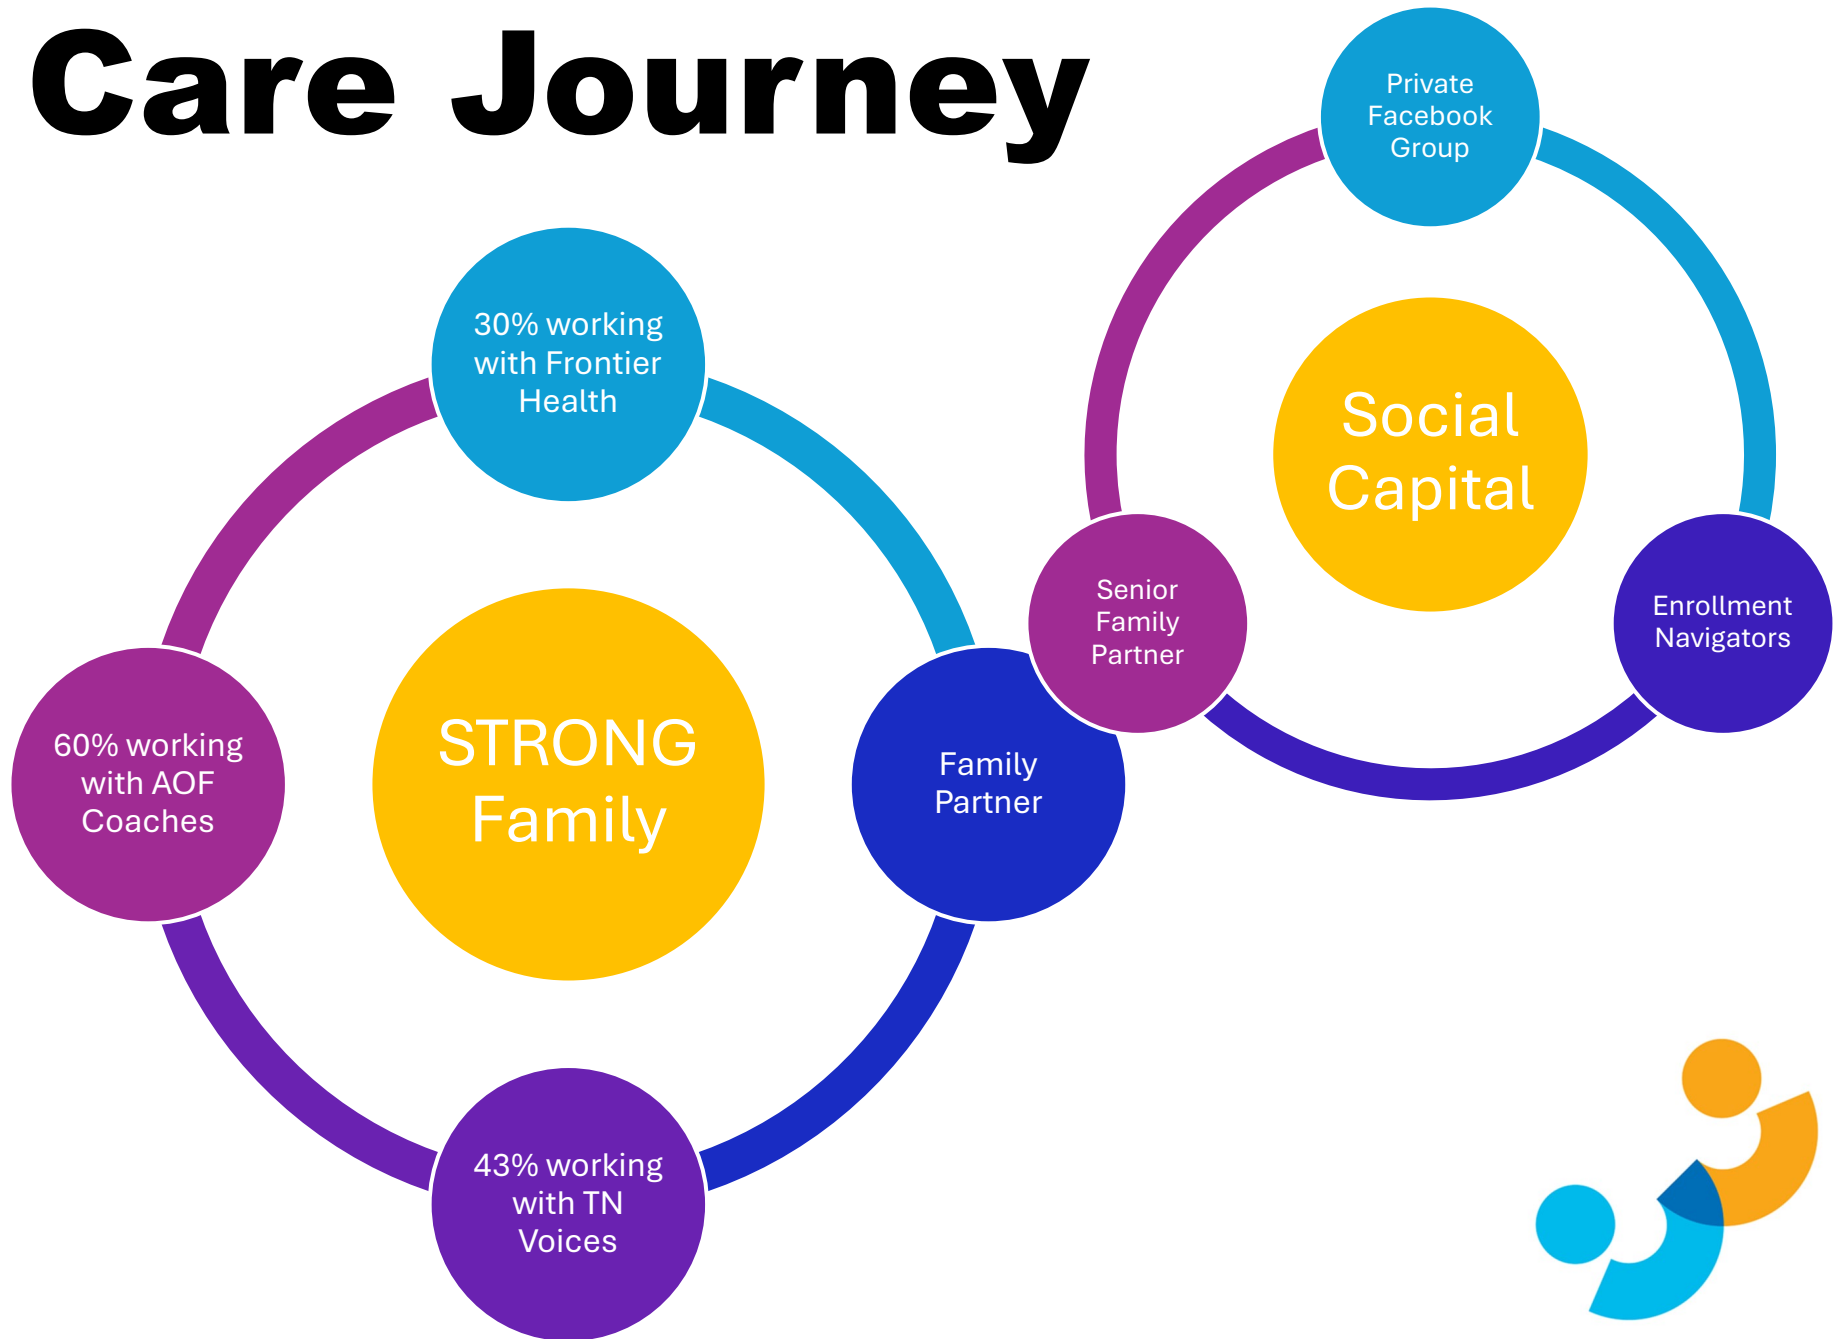 Care Journey
30% working
with Frontier
Health
STRONG
Family
60% working
with AOF
Coaches
Family
Partner
43% working
with TN
Voices
Private
Facebook
Group
Social
Capital
Senior
Family
Partner
Enrollment
Navigators